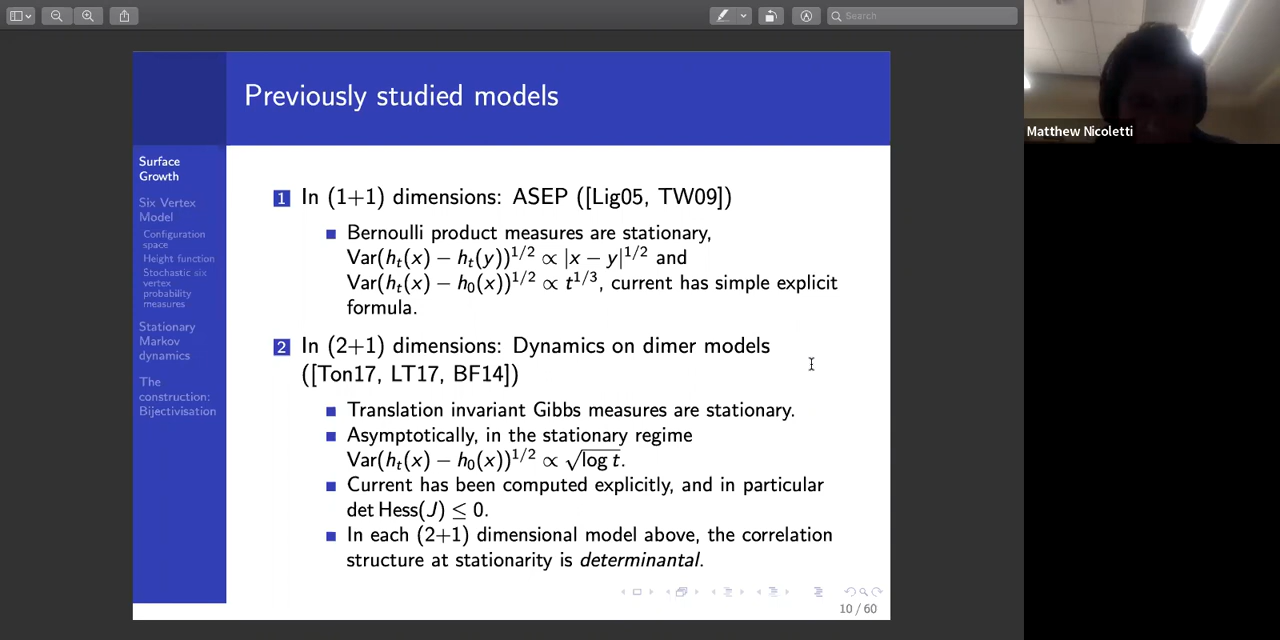 Search
Matthew Nicoletti
Previously studied models
Surface
Growth
Six Vertex
Model
Configuration
space
Height function
Stochastic six
vertex
probability
measures
Stationary
Markov
dynamics
The
construction:
Bijectivisation
1 In (1+1) dimensions: ASEP ([Lig05, TW09])
Bernoulli product measures are stationary,
Var(h_t(x) − h_t(y))^{1/2} ∝ |x − y|^{1/2} and
Var(h_t(x) − h_0(x))^{1/2} ∝ t^{1/3}, current has simple explicit
formula.
2 In (2+1) dimensions: Dynamics on dimer models
([Ton17, LT17, BF14])
Translation invariant Gibbs measures are stationary.
Asymptotically, in the stationary regime
Var(h_t(x) − h_0(x))^{1/2} ∝ √log t.
Current has been computed explicitly, and in particular
det Hess(J) ≤ 0.
In each (2+1) dimensional model above, the correlation
structure at stationarity is determinantal.
10 / 60